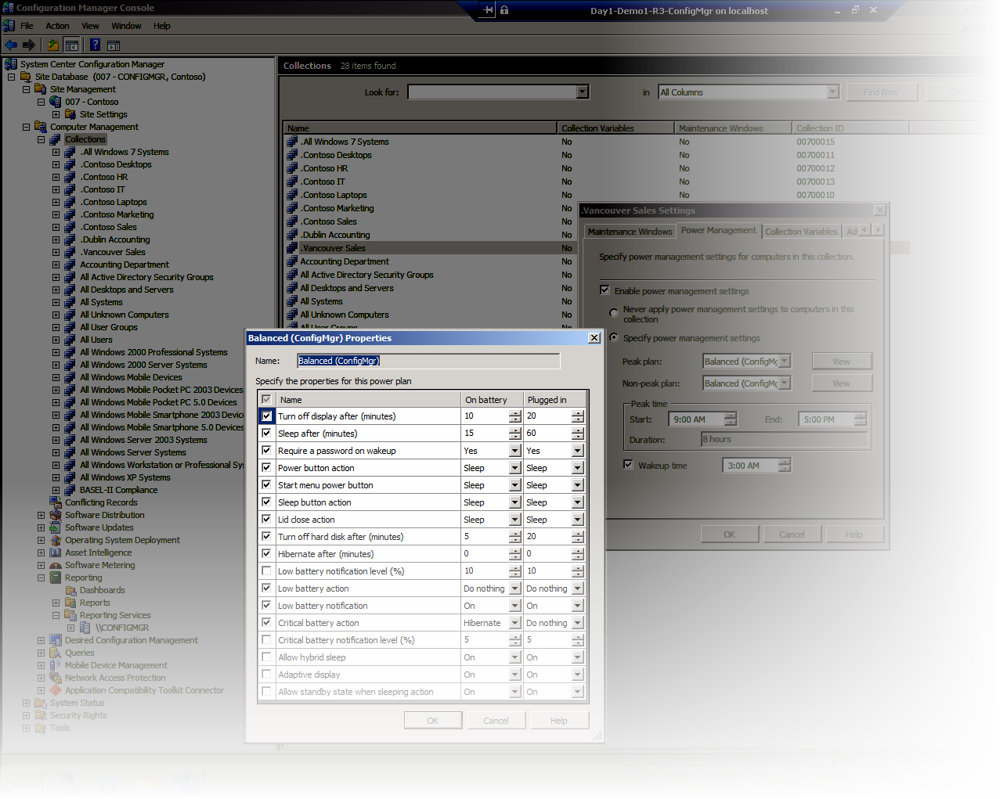 Configuration Manager Console
Day1-Demo1-R3-ConfigMgr on localhost
File Action View Window Help
System Center Configuration Manager
Site Database (007 - CONFIGMGR, Contoso)
Site Management
007 - Contoso
Site Settings
Computer Management
Collections
.All Windows 7 Systems
.Contoso Desktops
.Contoso HR
.Contoso IT
.Contoso Laptops
.Contoso Marketing
.Contoso Sales
.Dublin Accounting
.Vancouver Sales
Accounting Department
All Active Directory Security Groups
All Desktops and Servers
All Systems
All Unknown Computers
All User Groups
All Users
All Windows 2000 Professional Systems
All Windows 2000 Server Systems
All Windows Mobile Devices
All Windows Mobile Pocket PC 2003 Devices
All Windows Mobile Pocket PC 5.0 Devices
All Windows Mobile Smartphone 2003 Devic
All Windows Mobile Smartphone 5.0 Devices
All Windows Server 2003 Systems
All Windows Server Systems
All Windows Workstation or Professional Sy
All Windows XP Systems
BASEL-II Compliance
Conflicting Records
Software Distribution
Software Updates
Operating System Deployment
Asset Intelligence
Software Metering
Reporting
Dashboards
Reports
Reporting Services
\\CONFIGMGR
Desired Configuration Management
Queries
Mobile Device Management
Network Access Protection
Application Compatibility Toolkit Connector
System Status
Security Rights
Tools
Collections 28 items found
Look for: in All Columns Find Now Clear
Name Collection Variables Maintenance Windows Collection ID
.All Windows 7 Systems No No 00700015
.Contoso Desktops No No 00700011
.Contoso HR No No 00700012
.Contoso IT No No 00700013
.Contoso Laptops No No 00700010
.Contoso Marketing No
.Contoso Sales No
.Dublin Accounting No
.Vancouver Sales No
Accounting Department No
All Active Directory Security Groups No
All Desktops and Servers No
All Systems No
All Unknown Computers No
All User Groups No
.Vancouver Sales Settings
Maintenance Windows Power Management Collection Variables Ad
Specify power management settings for computers in this collection.
Enable power management settings
Never apply power management settings to computers in this
collection
Specify power management settings
Peak plan: Balanced (ConfigMg View
Non-peak plan: Balanced (ConfigMg View
Peak time
Start: 9:00 AM End: 5:00 PM
Duration: 8 hours
Wakeup time 3:00 AM
OK Cancel Help
Balanced (ConfigMgr) Properties
Name: Balanced (ConfigMgr)
Specify the properties for this power plan
Name On battery Plugged in
Turn off display after (minutes) 10 20
Sleep after (minutes) 15 60
Require a password on wakeup Yes Yes
Power button action Sleep Sleep
Start menu power button Sleep Sleep
Sleep button action Sleep Sleep
Lid close action Sleep Sleep
Turn off hard disk after (minutes) 5 20
Hibernate after (minutes) 0 0
Low battery notification level (%) 10 10
Low battery action Do nothing Do nothing
Low battery notification On On
Critical battery action Hibernate Do nothing
Critical battery notification level (%) 5 5
Allow hybrid sleep On On
Adaptive display On On
Allow standby state when sleeping action On On
OK Cancel Help